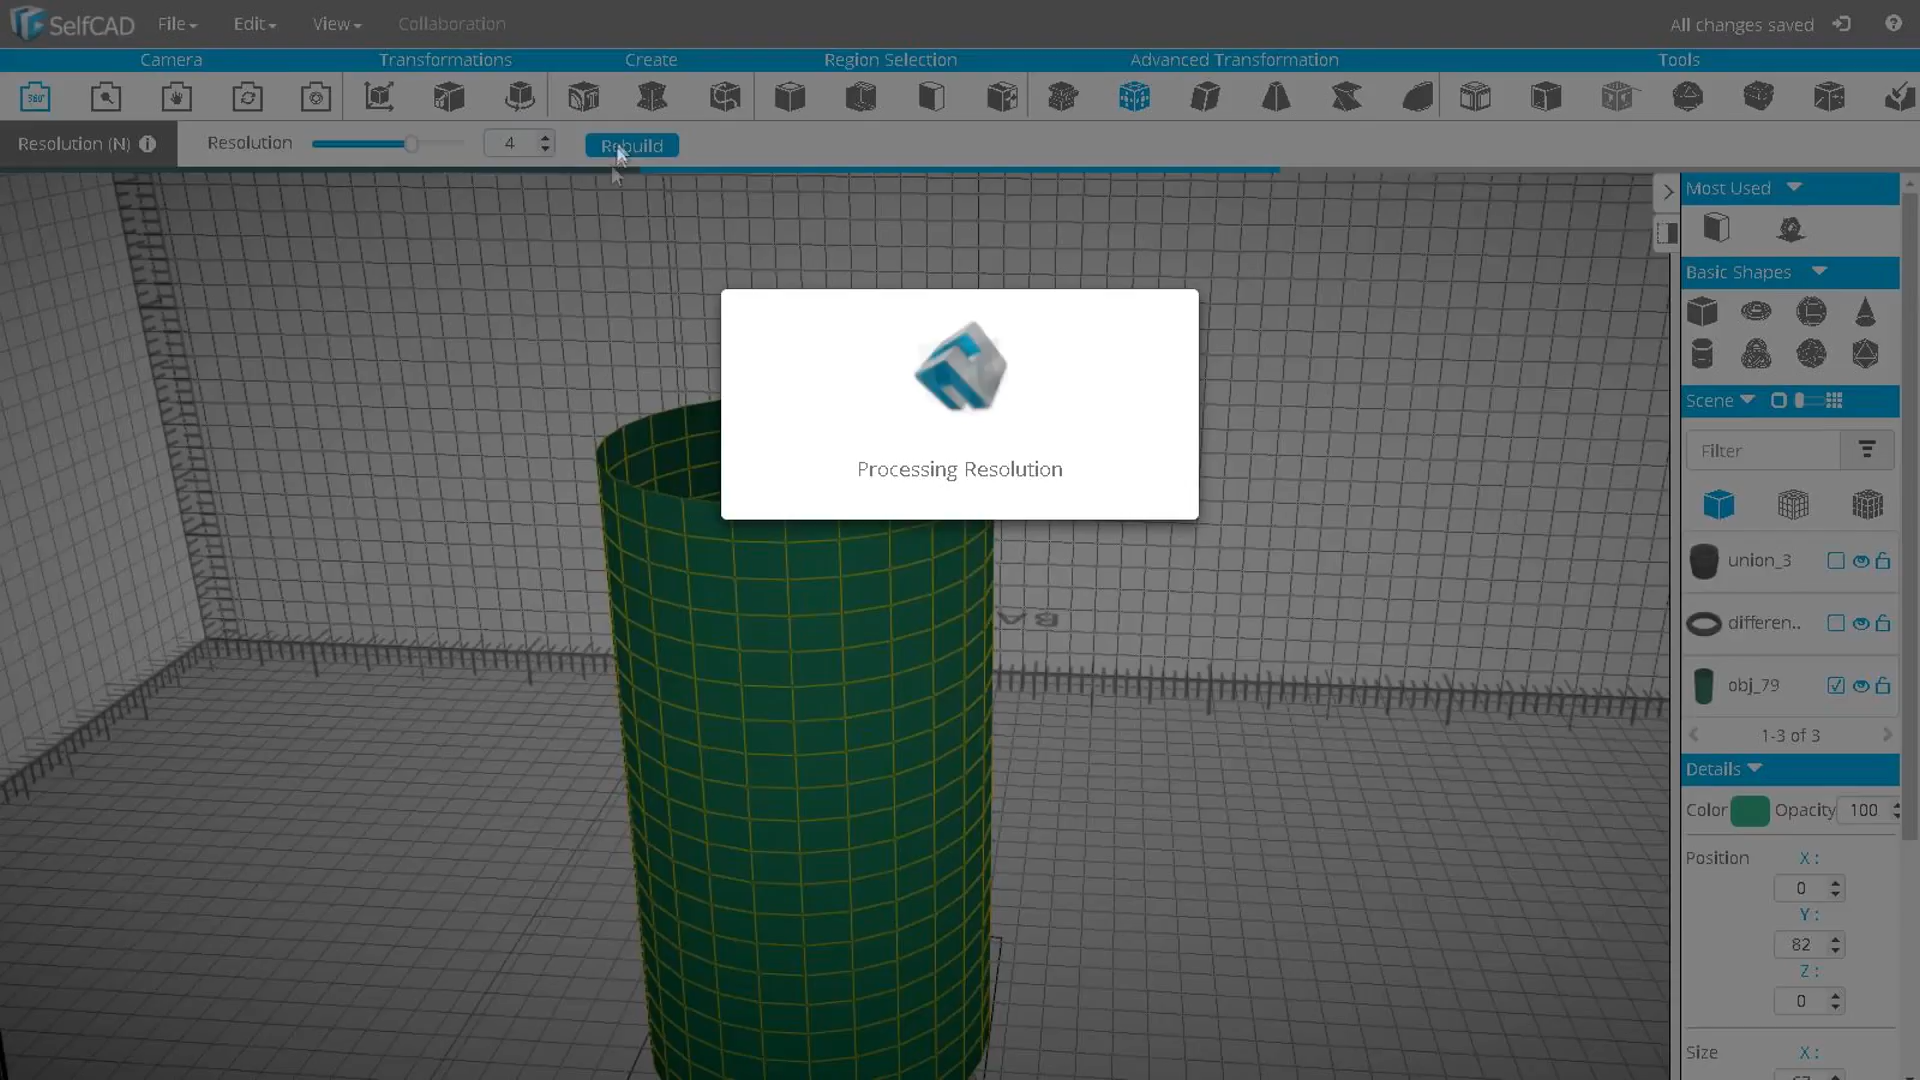 SelfCAD File Edit View Collaboration All changes saved
Camera Transformations Create Region Selection Advanced Transformation Tools
360°
Resolution (N) Resolution 4 Rebuild
Most Used
Basic Shapes
Scene
Filter
Processing Resolution
union_3
differen..
obj_79
1-3 of 3
Details
Color Opacity 100
Position X :
0
Y :
82
Z :
0
Size X :